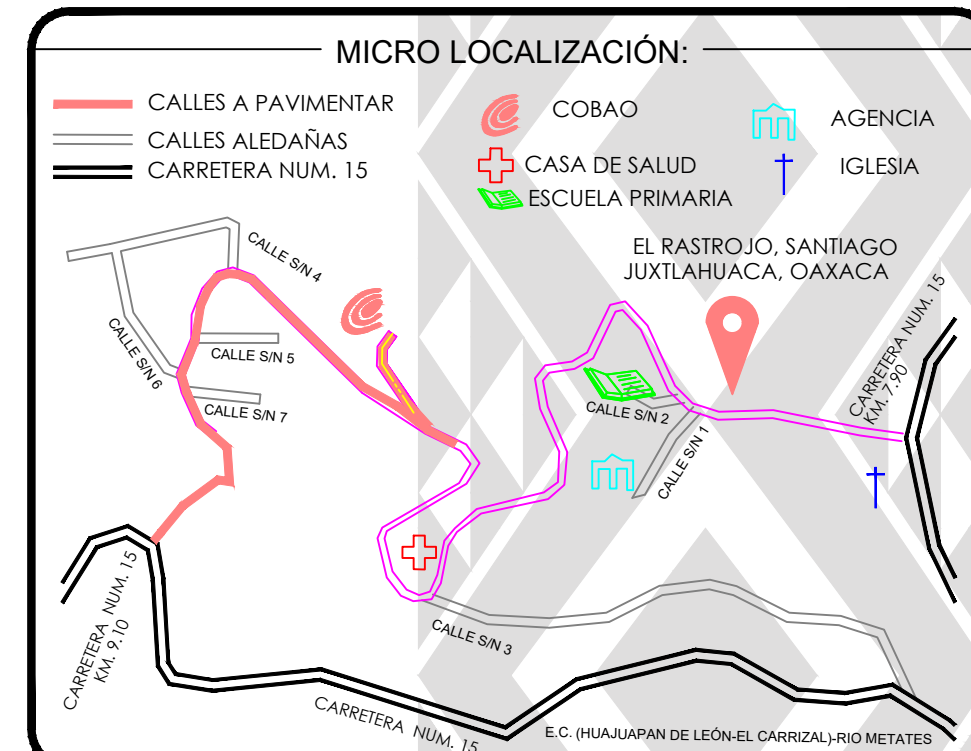 MICRO LOCALIZACIÓN:
CALLES A PAVIMENTAR
CALLES ALEDAÑAS
CARRETERA NUM. 15
COBAO
CASA DE SALUD
ESCUELA PRIMARIA
AGENCIA
IGLESIA
EL RASTROJO, SANTIAGO
JUXTLAHUACA, OAXACA
CALLE S/N 4
CALLE S/N 5
CALLE S/N 6
CALLE S/N 7
CALLE S/N 2
CALLE S/N 1
CARRETERA NUM. 15
KM. 7.90
CALLE S/N 3
CARRETERA NUM. 15
KM. 9.10
CARRETERA NUM. 15
E.C. (HUAJUAPAN DE LEÓN-EL CARRIZAL)-RIO METATES